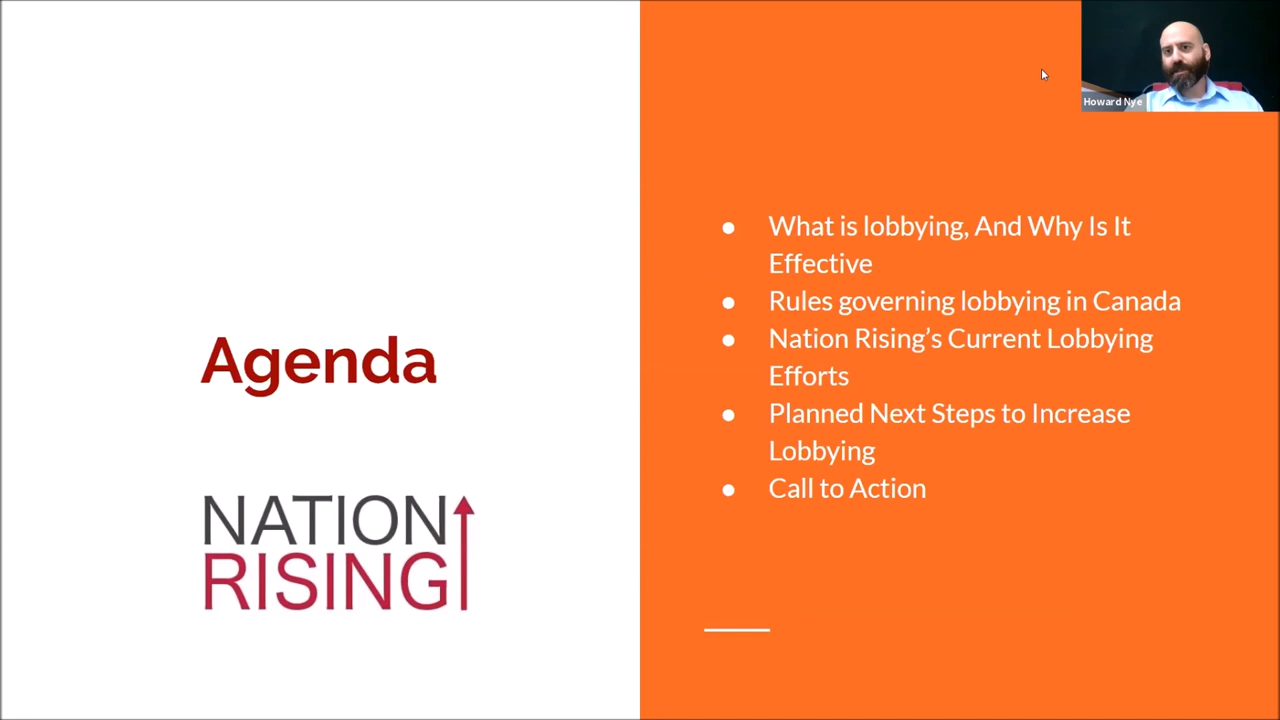 Agenda
NATION
RISING
● What is lobbying, And Why Is It
Effective
● Rules governing lobbying in Canada
● Nation Rising’s Current Lobbying
Efforts
● Planned Next Steps to Increase
Lobbying
● Call to Action
Howard Nye